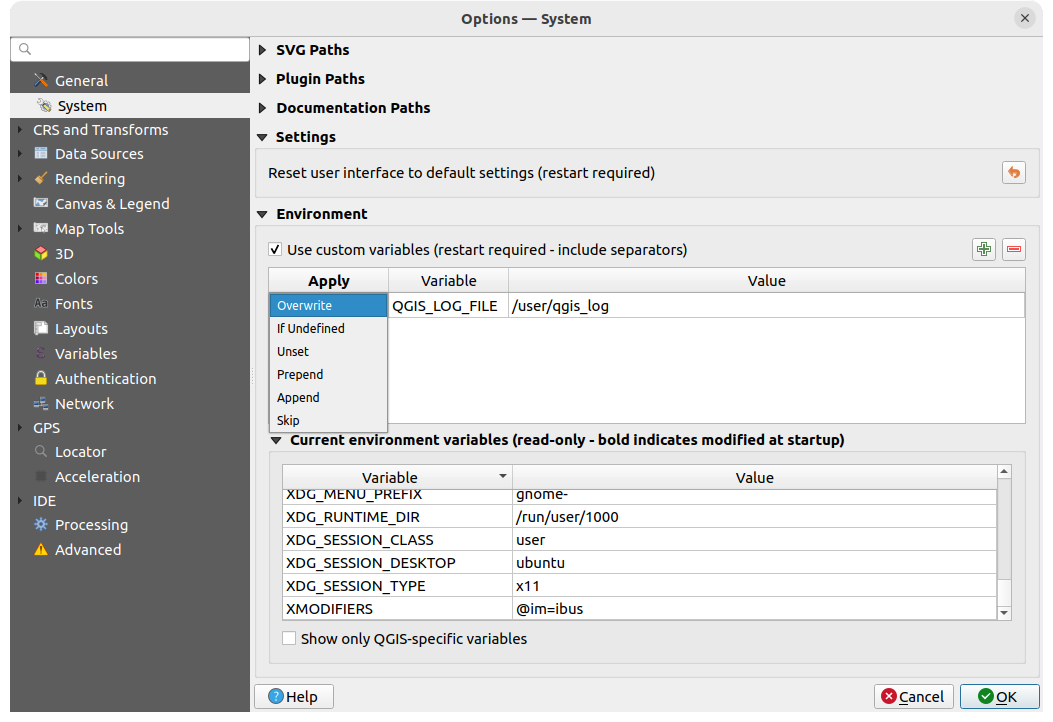 Options — System
General
System
CRS and Transforms
Data Sources
Rendering
Canvas & Legend
Map Tools
3D
Colors
Aa Fonts
Layouts
ε Variables
Authentication
Network
GPS
Locator
Acceleration
IDE
Processing
Advanced
SVG Paths
Plugin Paths
Documentation Paths
Settings
Reset user interface to default settings (restart required)
Environment
Use custom variables (restart required - include separators)
Apply Variable Value
Overwrite QGIS_LOG_FILE /user/qgis_log
If Undefined
Unset
Prepend
Append
Skip
Current environment variables (read-only - bold indicates modified at startup)
Variable Value
XDG_MENU_PREFIX gnome-
XDG_RUNTIME_DIR /run/user/1000
XDG_SESSION_CLASS user
XDG_SESSION_DESKTOP ubuntu
XDG_SESSION_TYPE x11
XMODIFIERS @im=ibus
Show only QGIS-specific variables
? Help
Cancel
OK